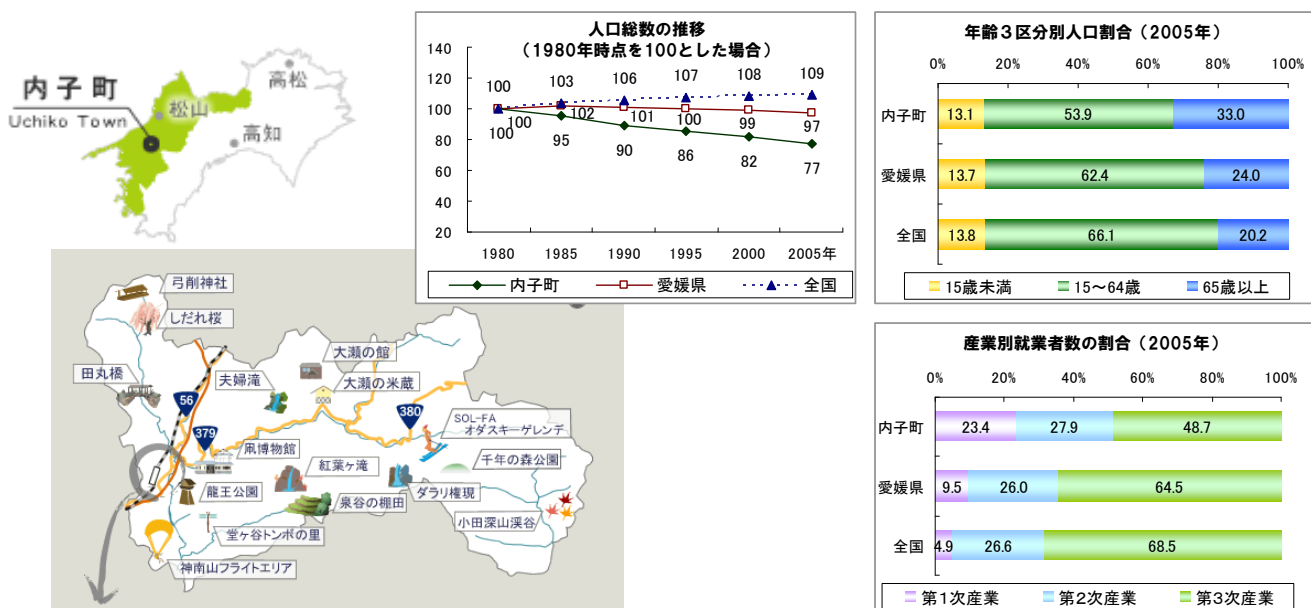 内子町
Uchiko Town
松山
高松
高知
人口総数の推移
（1980年時点を100とした場合）
140
120
100
80
60
40
20
100 103 106 107 108 109
100 102 101 100 99 97
100 95 90 86 82 77
1980 1985 1990 1995 2000 2005年
内子町 愛媛県 全国
年齢３区分別人口割合（2005年）
0% 20% 40% 60% 80% 100%
内子町 13.1 53.9 33.0
愛媛県 13.7 62.4 24.0
全国 13.8 66.1 20.2
15歳未満 15～64歳 65歳以上
弓削神社
しだれ桜
田丸橋
夫婦滝
大瀬の館
大瀬の米蔵
56
379
380
SOL-FA
オダスキーゲレンデ
凧博物館
紅葉ヶ滝
千年の森公園
龍王公園
泉谷の棚田
ダラリ権現
小田深山渓谷
堂ヶ谷トンボの里
神南山フライトエリア
産業別就業者数の割合（2005年）
0% 20% 40% 60% 80% 100%
内子町 23.4 27.9 48.7
愛媛県 9.5 26.0 64.5
全国 4.9 26.6 68.5
第１次産業 第２次産業 第３次産業